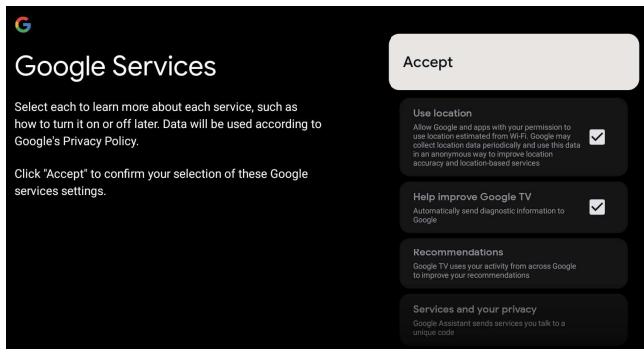 Google Services
Select each to learn more about each service, such as
how to turn it on or off later. Data will be used according to
Google's Privacy Policy.
Click "Accept" to confirm your selection of these Google
services settings.
Accept
Use location
Allow Google and apps with your permission to
use location estimated from Wi-Fi. Google may
collect location data periodically and use this data
in an anonymous way to improve location
accuracy and location-based services
Help improve Google TV
Automatically send diagnostic information to
Google
Recommendations
Google TV uses your activity from across Google
to improve your recommendations
Services and your privacy
Google Assistant sends services you talk to a
unique code